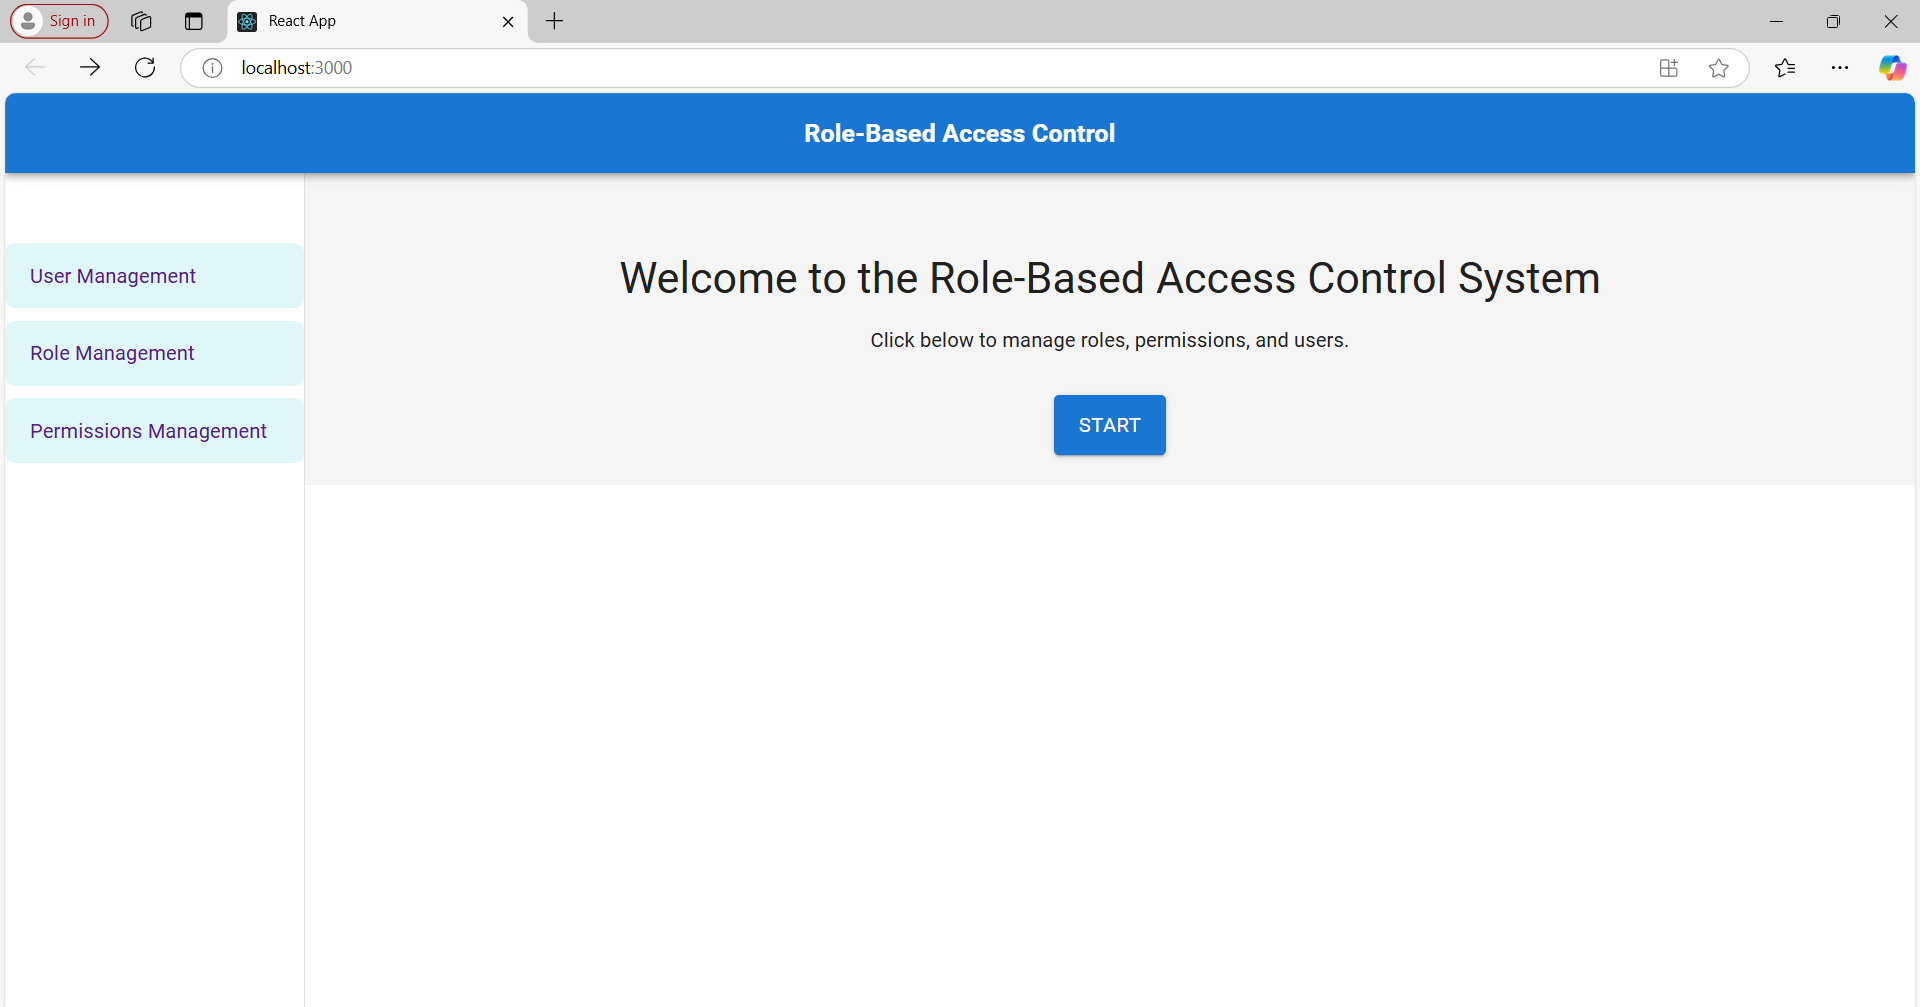 Sign in
React App
localhost:3000
Role-Based Access Control
User Management
Role Management
Permissions Management
Welcome to the Role-Based Access Control System
Click below to manage roles, permissions, and users.
START